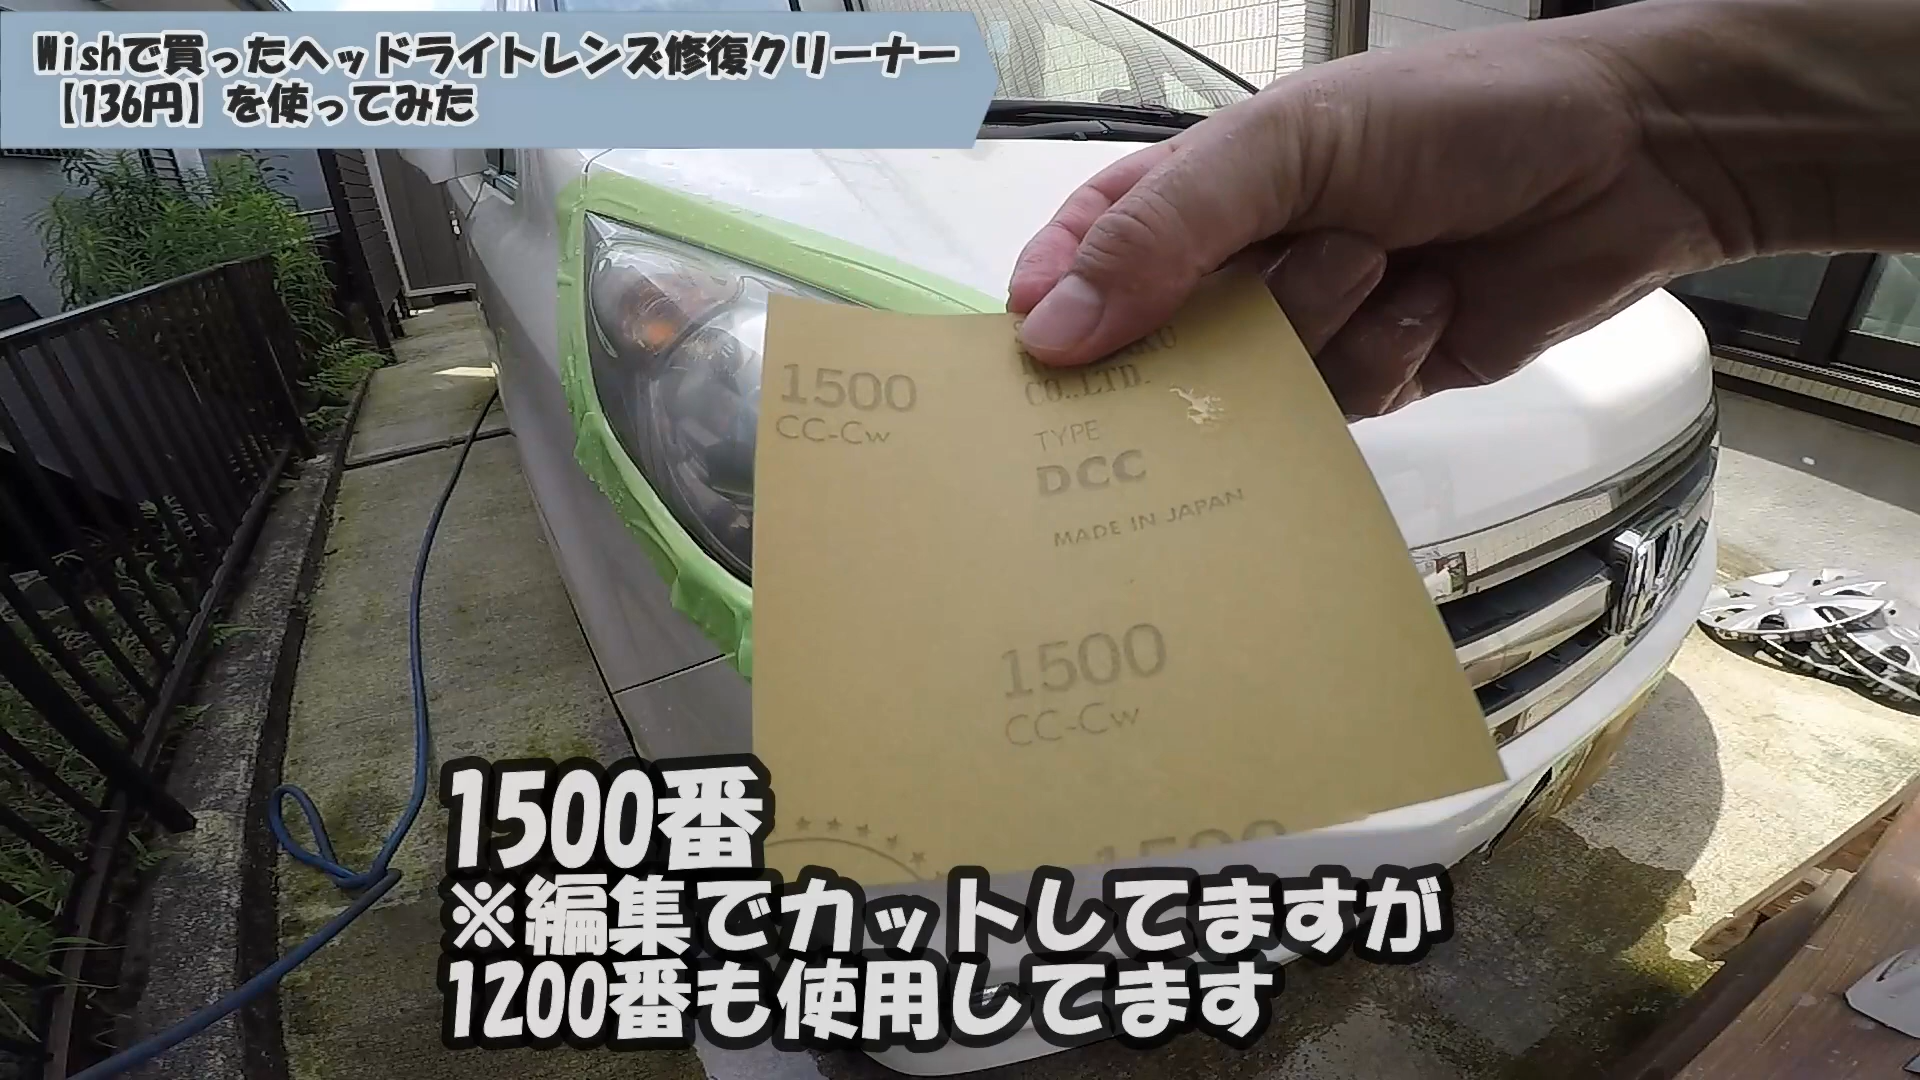 Wishで買ったヘッドライトレンズ修復クリーナー
【136円】を使ってみた
1500
CC-Cw
CO.,LTD.
TYPE
DCC
MADE IN JAPAN
1500
CC-Cw
1500
1500番
※編集でカットしてますが
1200番も使用してます